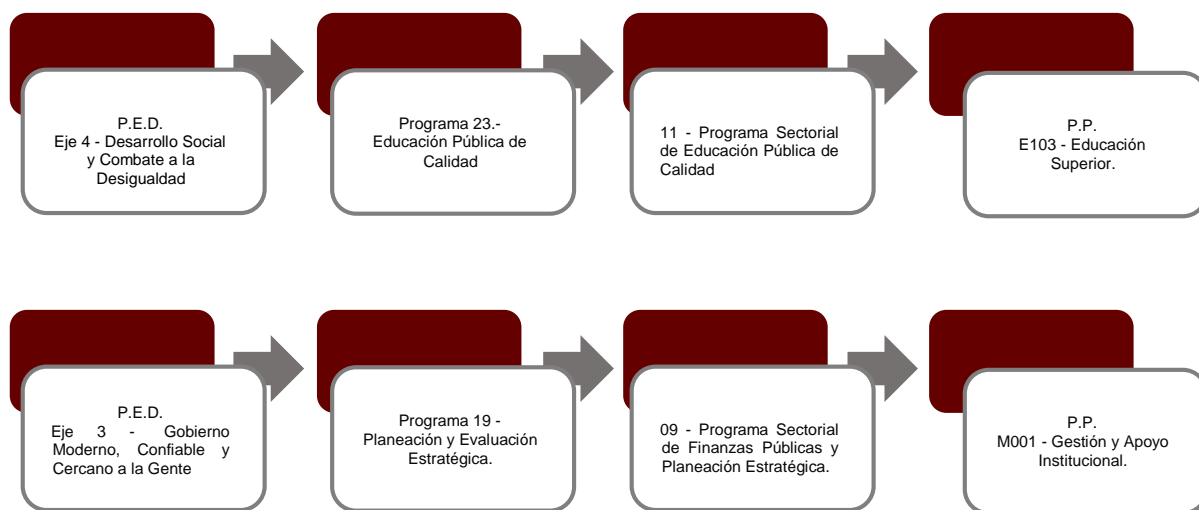 P.E.D.
Eje 4 - Desarrollo Social
y Combate a la
Desigualdad
Programa 23.-
Educación Pública de
Calidad
11 - Programa Sectorial
de Educación Pública de
Calidad
P.P.
E103 - Educación
Superior.
P.E.D.
Eje 3 - Gobierno
Moderno, Confiable y
Cercano a la Gente
Programa 19 -
Planeación y Evaluación
Estratégica.
09 - Programa Sectorial
de Finanzas Públicas y
Planeación Estratégica.
P.P.
M001 - Gestión y Apoyo
Institucional.